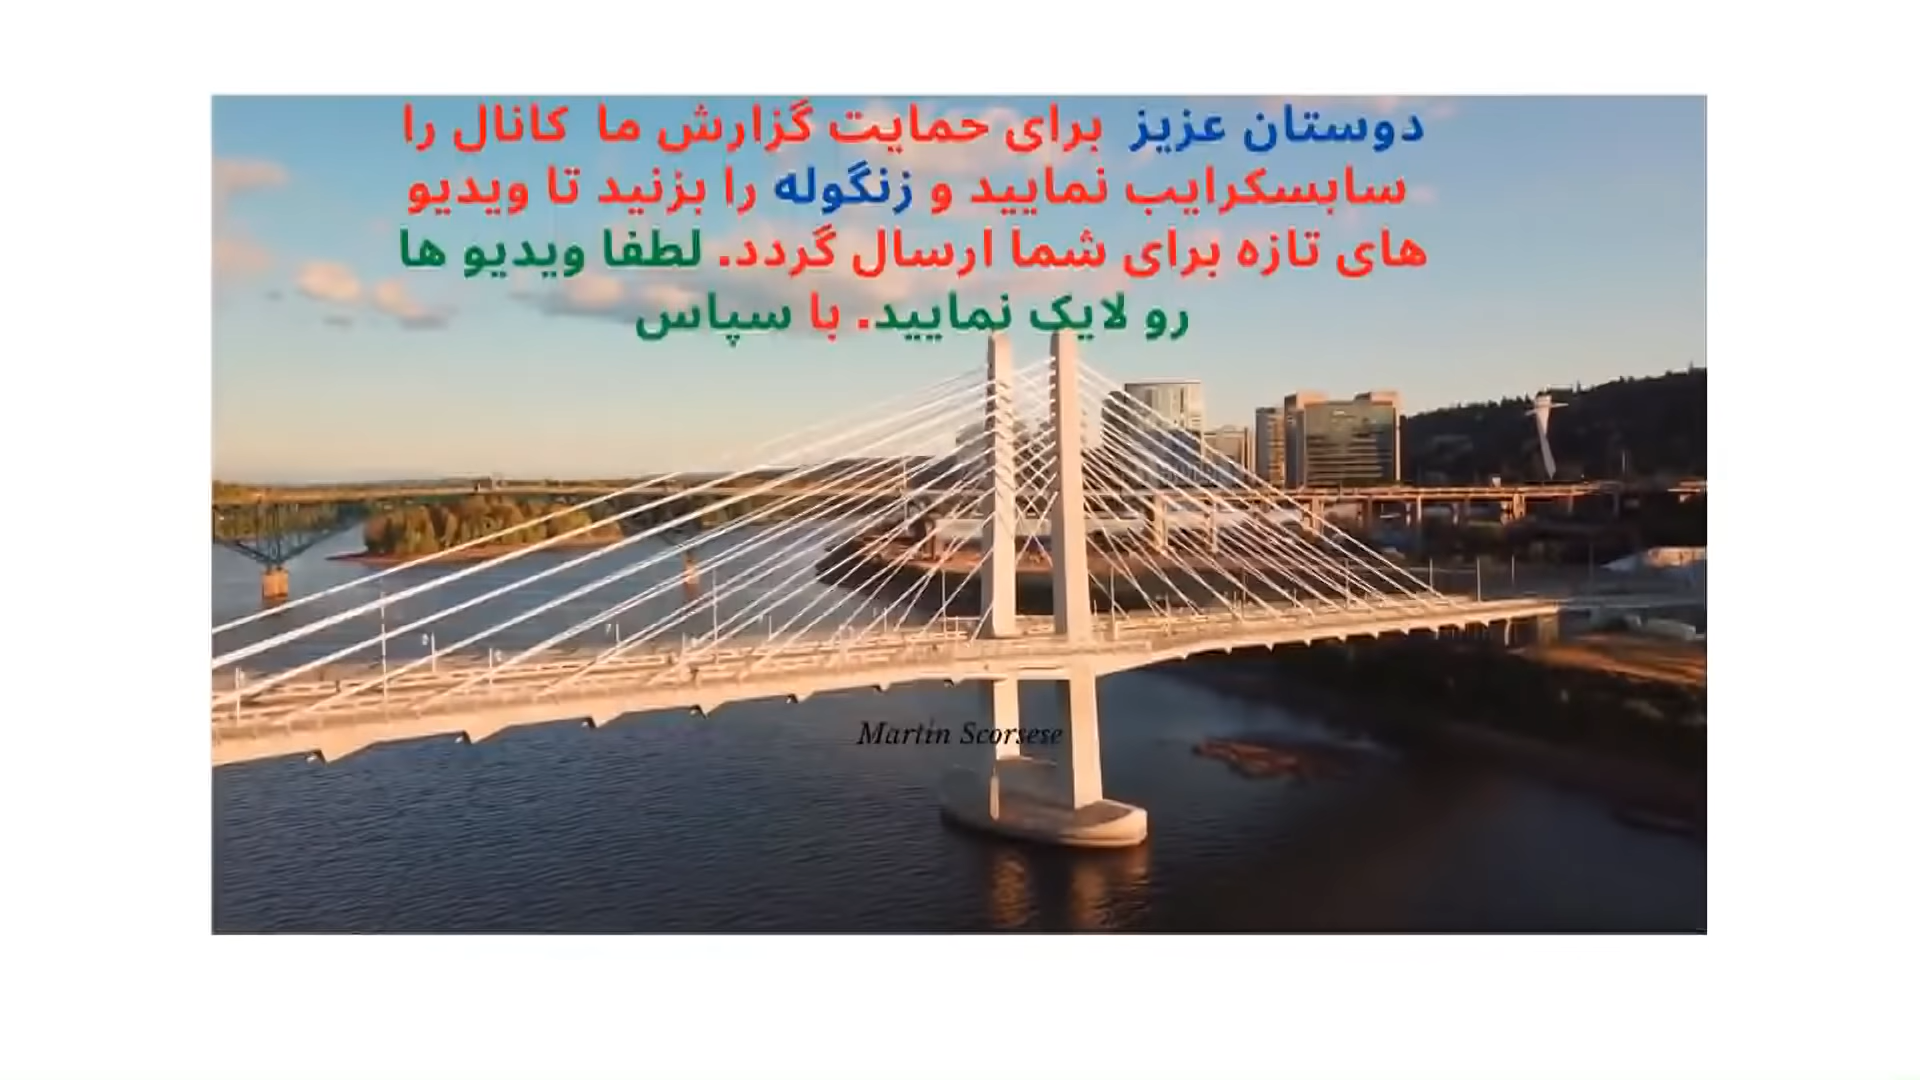 دوستان عزیز برای حمایت گزارش ما کانال را
سابسکرایب نمایید و زنگوله را بزنید تا ویدیو
های تازه برای شما ارسال گردد. لطفا ویدیو ها
رو لایک نمایید. با سپاس
Martin Scorsese